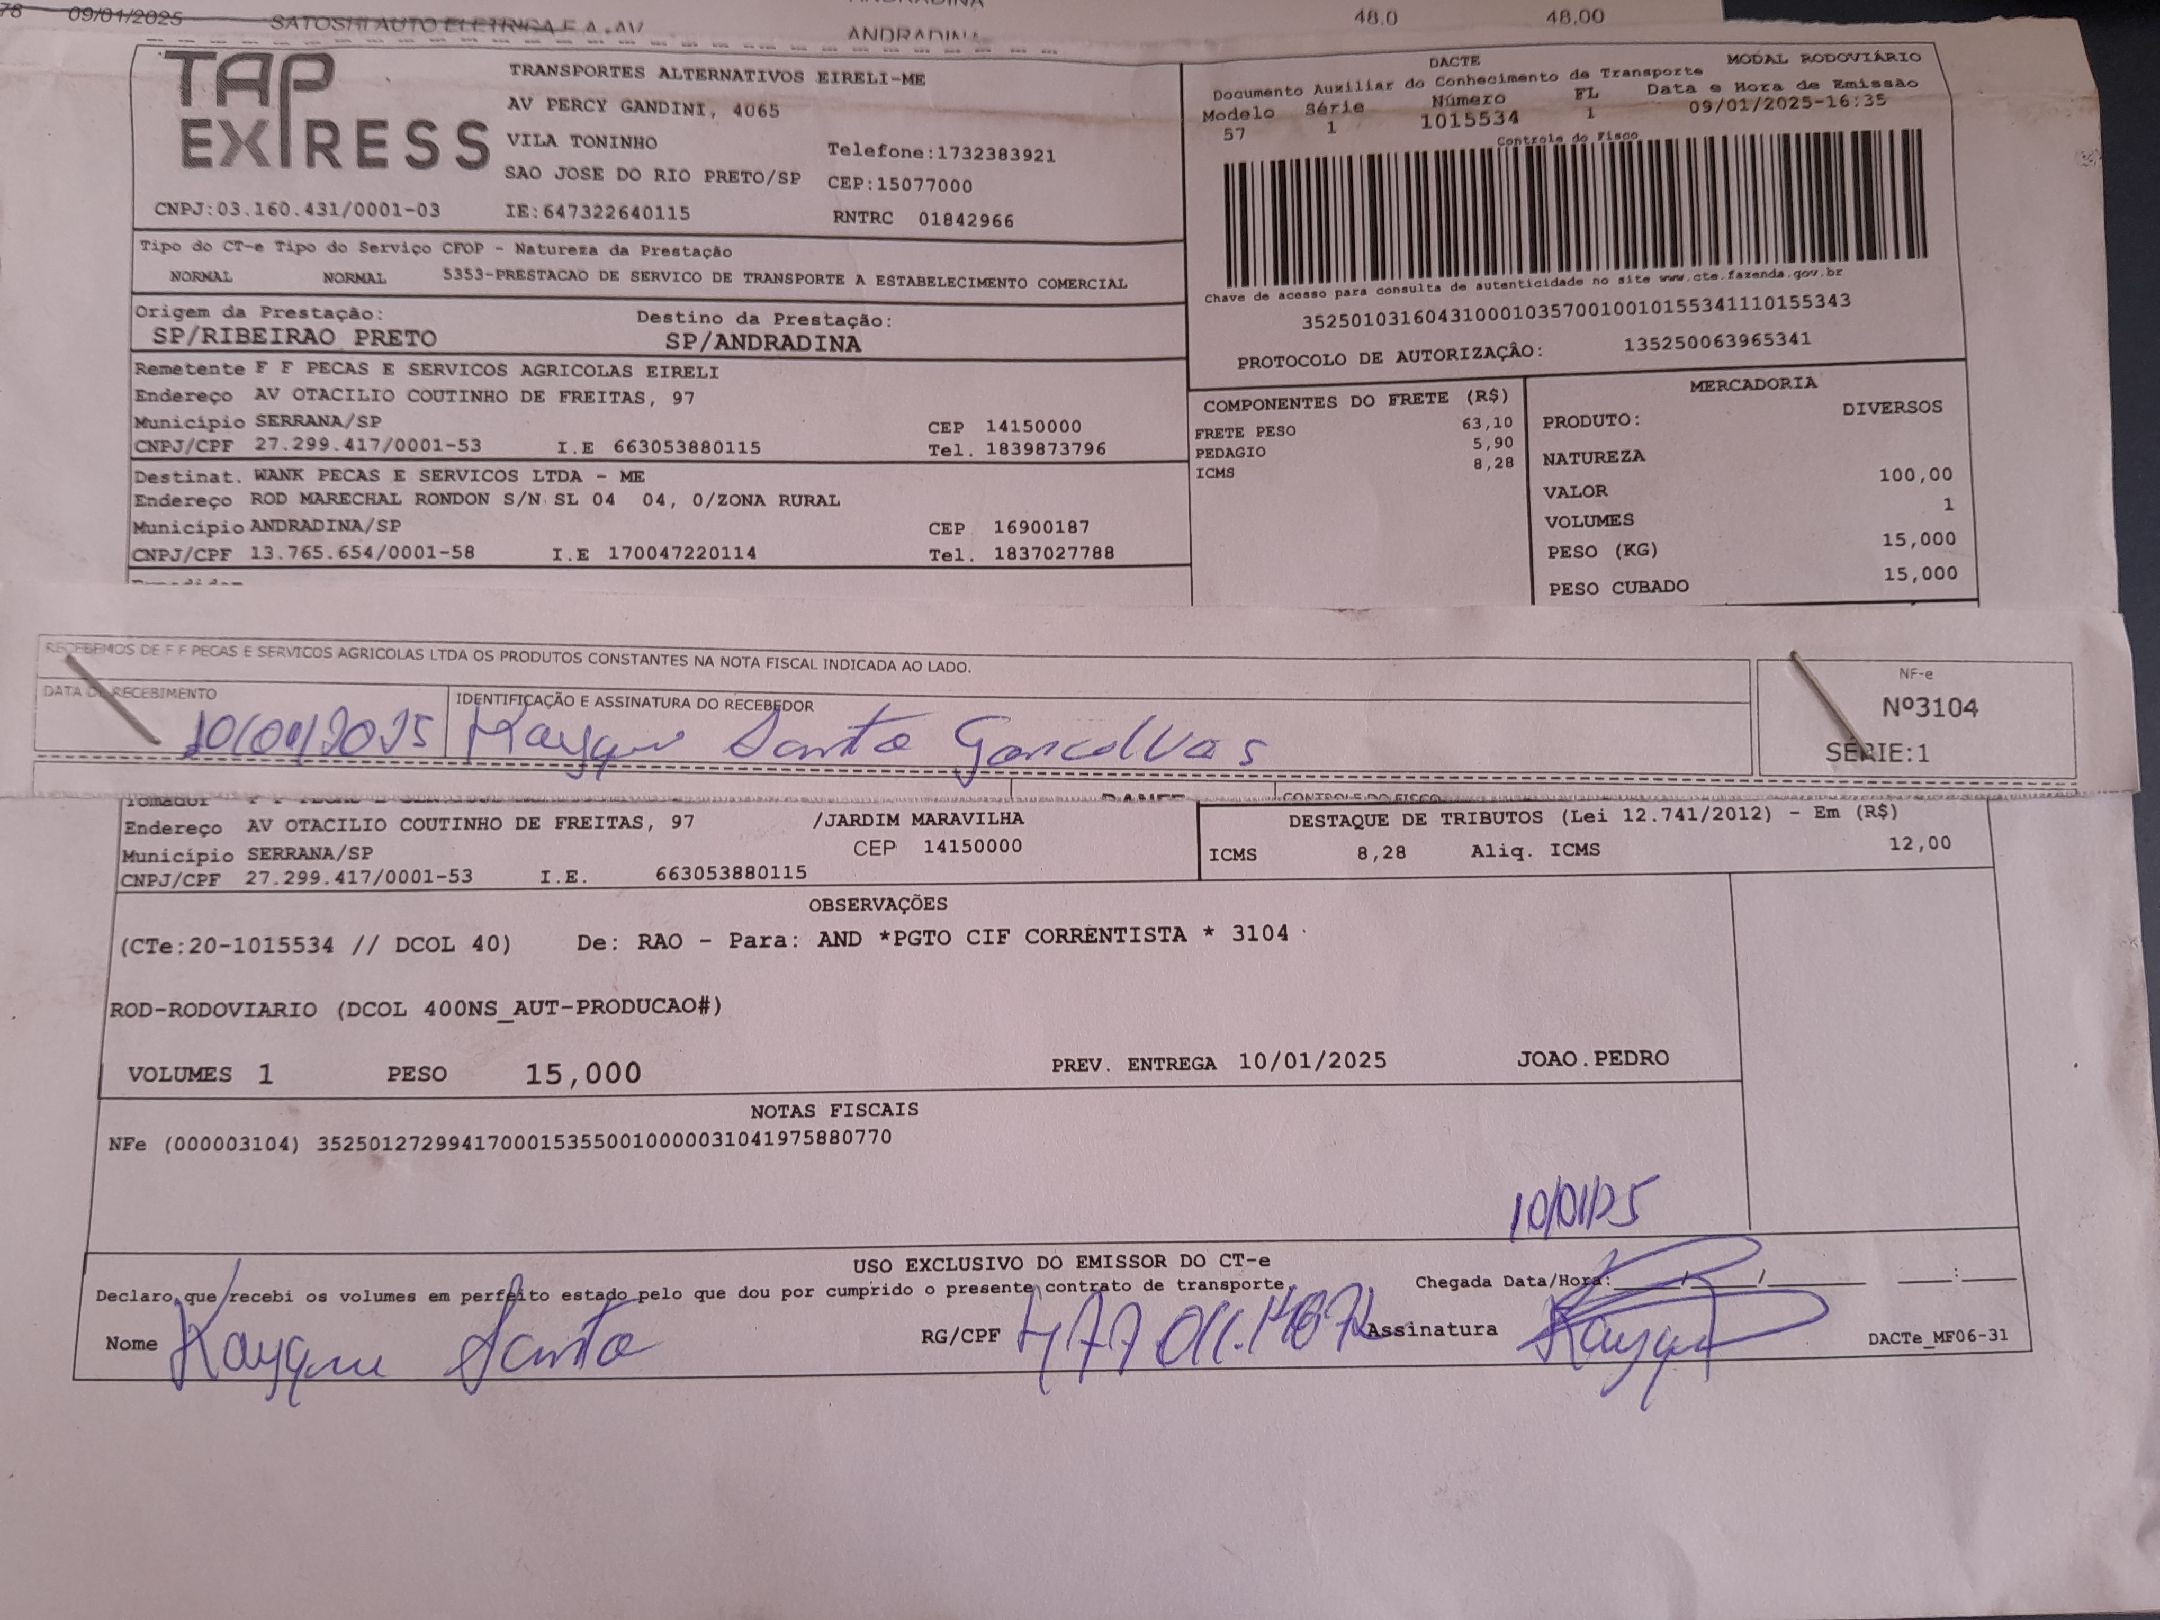 78 09/01/2025 SATOSHI AUTO ELETRICA E A. AV ANDRADINA 48.0 48.00
TAP EXPRESS
TRANSPORTES ALTERNATIVOS EIRELI-ME
AV PERCY GANDINI, 4065
VILA TONINHO Telefone:1732383921
SAO JOSE DO RIO PRETO/SP CEP:15077000
CNPJ:03.160.431/0001-03 IE:647322640115 RNTRC 01842966
DACTE MODAL RODOVIÁRIO
Documento Auxiliar do Conhecimento de Transporte
Modelo Série Número FL Data e Hora de Emissão
57 1 1015534 1 09/01/2025-16:35
Controle do Fisco
Chave de acesso para consulta de autenticidade no site www.cte.fazenda.gov.br
35250103160431000103570010010155341110155343
PROTOCOLO DE AUTORIZAÇÃO: 135250063965341
Tipo do CT-e Tipo do Serviço CFOP - Natureza da Prestação
NORMAL NORMAL 5353-PRESTACAO DE SERVICO DE TRANSPORTE A ESTABELECIMENTO COMERCIAL
Origem da Prestação: Destino da Prestação:
SP/RIBEIRAO PRETO SP/ANDRADINA
Remetente F F PECAS E SERVICOS AGRICOLAS EIRELI
Endereço AV OTACILIO COUTINHO DE FREITAS, 97
Município SERRANA/SP CEP 14150000
CNPJ/CPF 27.299.417/0001-53 I.E 663053880115 Tel. 1839873796
Destinat. WANK PECAS E SERVICOS LTDA - ME
Endereço ROD MARECHAL RONDON S/N SL 04 04, 0/ZONA RURAL
Município ANDRADINA/SP CEP 16900187
CNPJ/CPF 13.765.654/0001-58 I.E 170047220114 Tel. 1837027788
COMPONENTES DO FRETE (R$)
FRETE PESO 63,10
PEDAGIO 5,90
ICMS 8,28
MERCADORIA
PRODUTO: DIVERSOS
NATUREZA
VALOR 100,00
VOLUMES 1
PESO (KG) 15,000
PESO CUBADO 15,000
RECEBEMOS DE F F PECAS E SERVICOS AGRICOLAS LTDA OS PRODUTOS CONSTANTES NA NOTA FISCAL INDICADA AO LADO.
DATA DE RECEBIMENTO IDENTIFICAÇÃO E ASSINATURA DO RECEBEDOR
10/01/2025 Kayque Santo Goncalvas
NF-e
Nº3104
SÉRIE:1
DANFE CONTROLE DO FISCO
Tomador
Endereço AV OTACILIO COUTINHO DE FREITAS, 97 /JARDIM MARAVILHA
Município SERRANA/SP CEP 14150000
CNPJ/CPF 27.299.417/0001-53 I.E. 663053880115
DESTAQUE DE TRIBUTOS (Lei 12.741/2012) - Em (R$)
ICMS 8,28 Aliq. ICMS 12,00
OBSERVAÇÕES
(CTe:20-1015534 // DCOL 40) De: RAO - Para: AND *PGTO CIF CORRENTISTA * 3104
ROD-RODOVIARIO (DCOL 400NS_AUT-PRODUCAO#)
VOLUMES 1 PESO 15,000 PREV. ENTREGA 10/01/2025 JOAO.PEDRO
NOTAS FISCAIS
NFe (000003104) 35250127299417000153550010000031041975880770
10/01/25
USO EXCLUSIVO DO EMISSOR DO CT-e
Declaro que recebi os volumes em perfeito estado pelo que dou por cumprido o presente contrato de transporte. Chegada Data/Hora: / / :
Nome Kayque Santo RG/CPF Assinatura Kayque DACTe_MF06-31